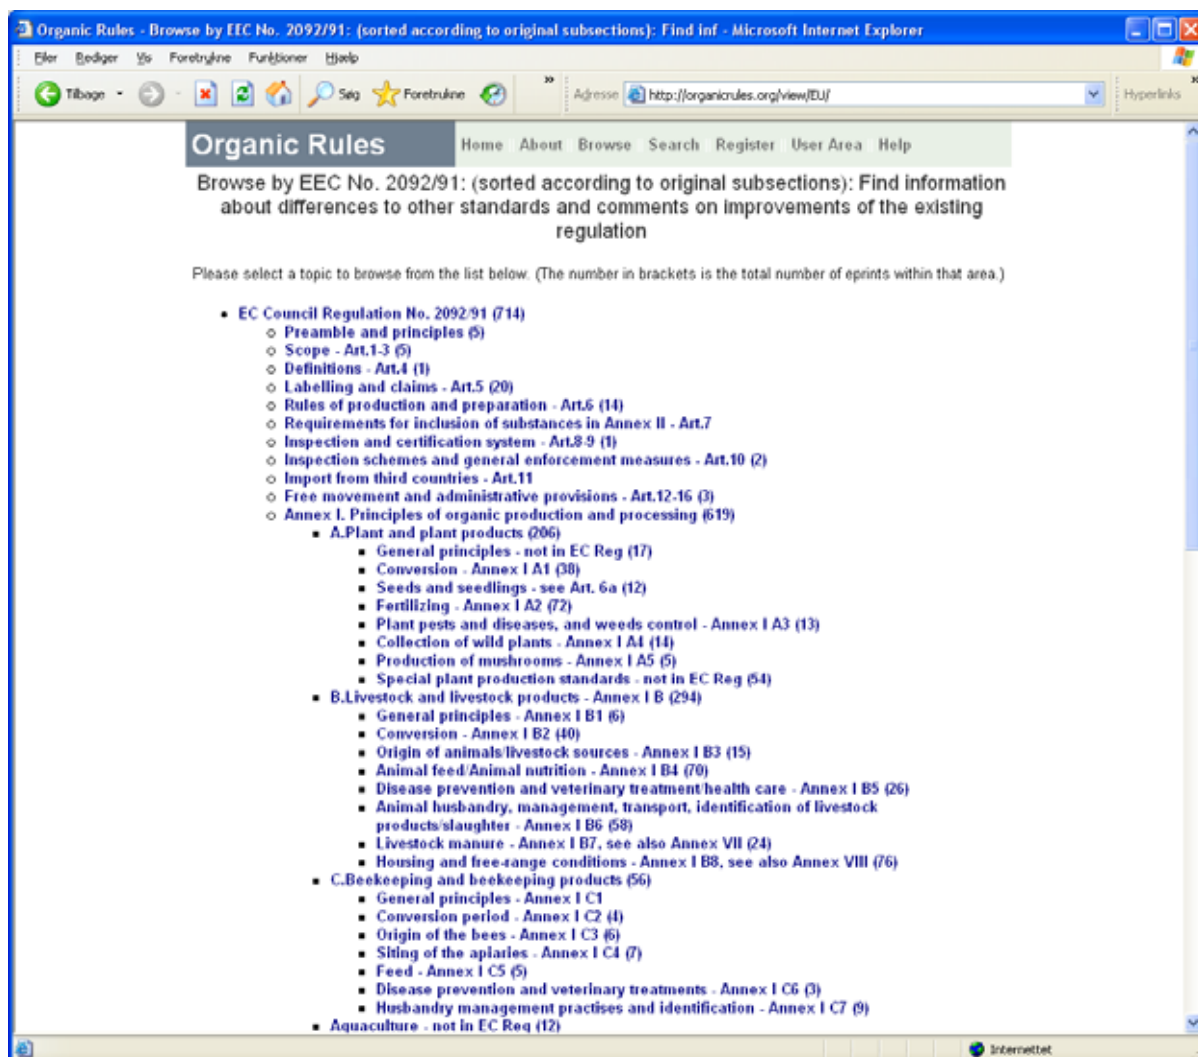 Organic Rules - Browse by EEC No. 2092/91: (sorted according to original subsections): Find inf - Microsoft Internet Explorer
Filer Rediger Vis Foretrukne Funktioner Hjælp
Tilbage Søg Foretrukne » Adresse http://organicrules.org/view/EU/ Hyperlinks »
Organic Rules Home About Browse Search Register User Area Help
Browse by EEC No. 2092/91: (sorted according to original subsections): Find information
about differences to other standards and comments on improvements of the existing
regulation
Please select a topic to browse from the list below. (The number in brackets is the total number of eprints within that area.)
EC Council Regulation No. 2092/91 (714)
Preamble and principles (5)
Scope - Art.1-3 (5)
Definitions - Art.4 (1)
Labelling and claims - Art.5 (20)
Rules of production and preparation - Art.6 (14)
Requirements for inclusion of substances in Annex II - Art.7
Inspection and certification system - Art.8-9 (1)
Inspection schemes and general enforcement measures - Art.10 (2)
Import from third countries - Art.11
Free movement and administrative provisions - Art.12-16 (3)
Annex I. Principles of organic production and processing (619)
A.Plant and plant products (206)
General principles - not in EC Reg (17)
Conversion - Annex I A1 (38)
Seeds and seedlings - see Art. 6a (12)
Fertilizing - Annex I A2 (72)
Plant pests and diseases, and weeds control - Annex I A3 (13)
Collection of wild plants - Annex I A4 (14)
Production of mushrooms - Annex I A5 (5)
Special plant production standards - not in EC Reg (54)
B.Livestock and livestock products - Annex I B (294)
General principles - Annex I B1 (6)
Conversion - Annex I B2 (40)
Origin of animals/livestock sources - Annex I B3 (15)
Animal feed/Animal nutrition - Annex I B4 (70)
Disease prevention and veterinary treatment/health care - Annex I B5 (26)
Animal husbandry, management, transport, identification of livestock
products/slaughter - Annex I B6 (58)
Livestock manure - Annex I B7, see also Annex VII (24)
Housing and free-range conditions - Annex I B8, see also Annex VIII (76)
C.Beekeeping and beekeeping products (56)
General principles - Annex I C1
Conversion period - Annex I C2 (4)
Origin of the bees - Annex I C3 (6)
Siting of the apiaries - Annex I C4 (7)
Feed - Annex I C5 (5)
Disease prevention and veterinary treatments - Annex I C6 (3)
Husbandry management practises and identification - Annex I C7 (9)
Aquaculture - not in EC Reg (12)
Internettet